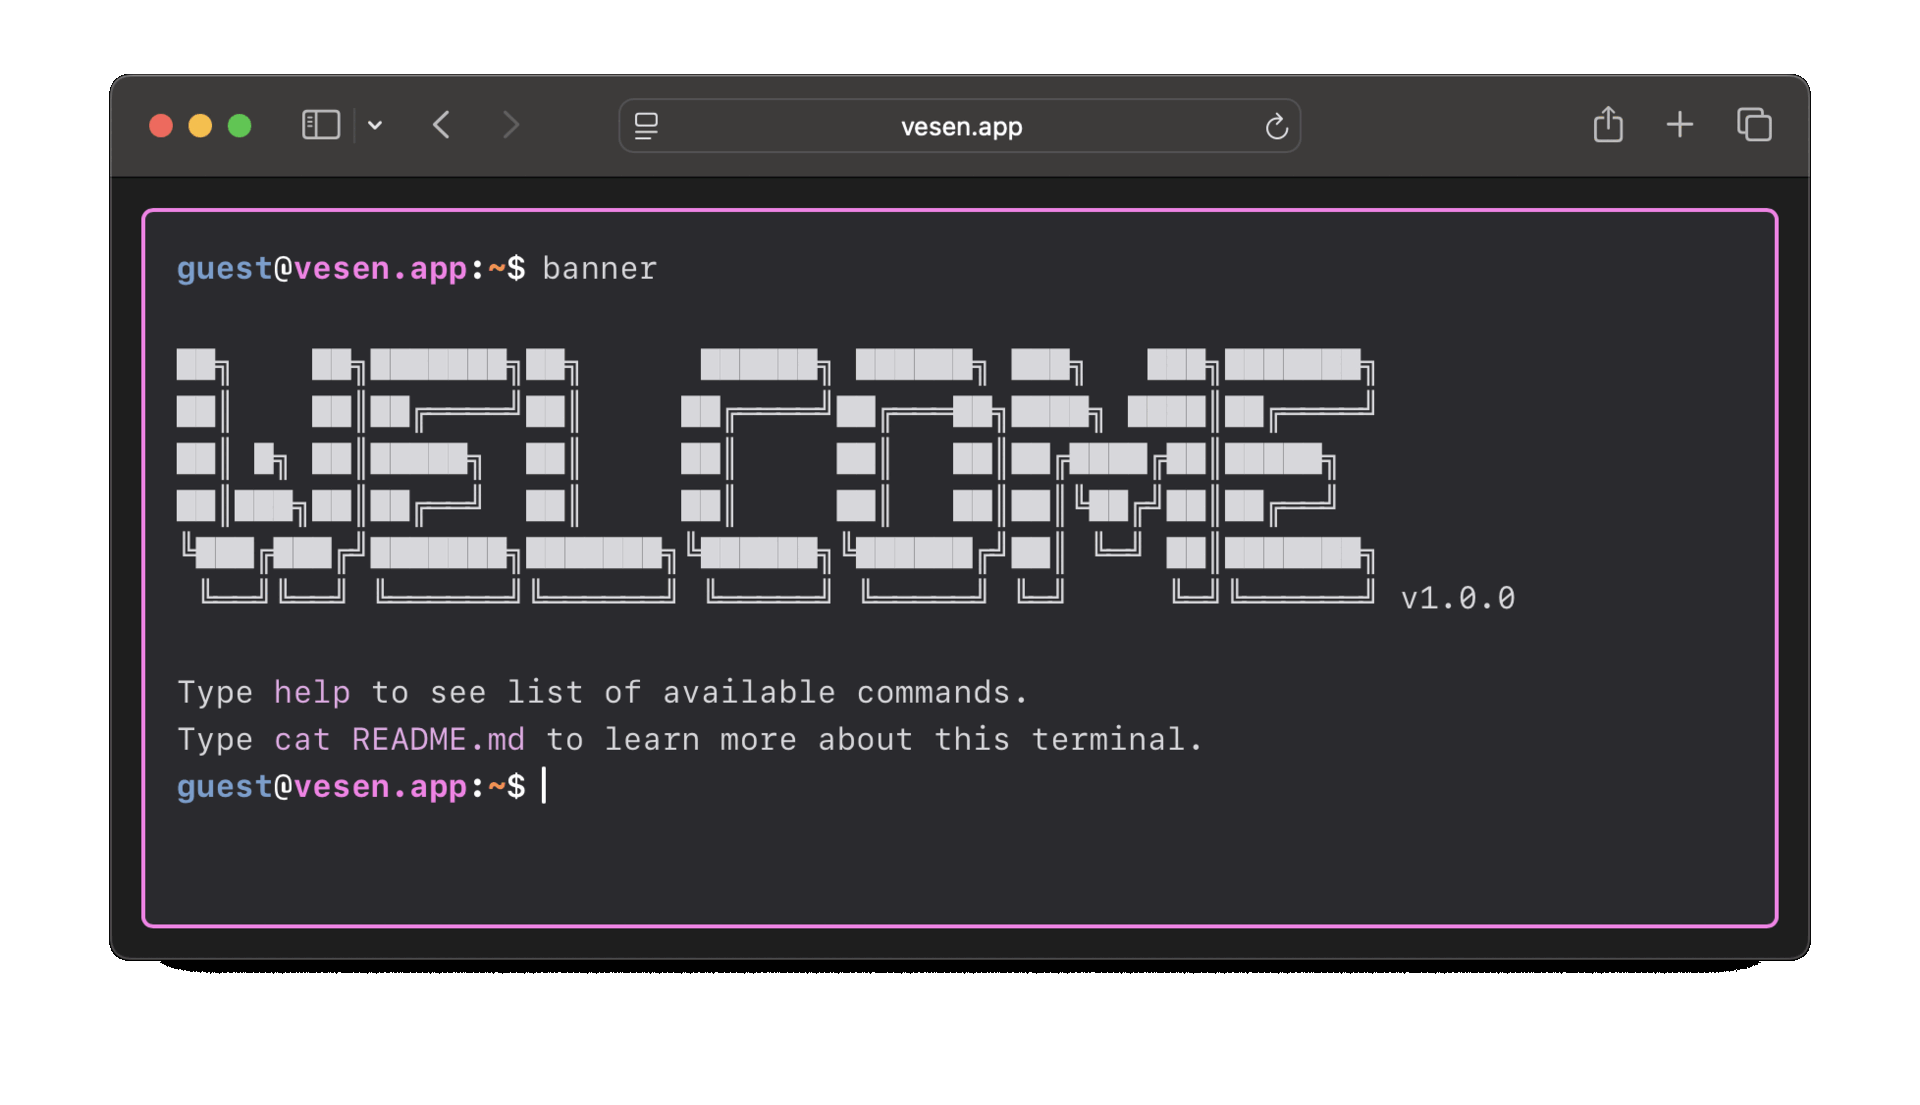 vesen.app
guest@vesen.app:~$ banner
WELCOME
v1.0.0
Type help to see list of available commands.
Type cat README.md to learn more about this terminal.
guest@vesen.app:~$